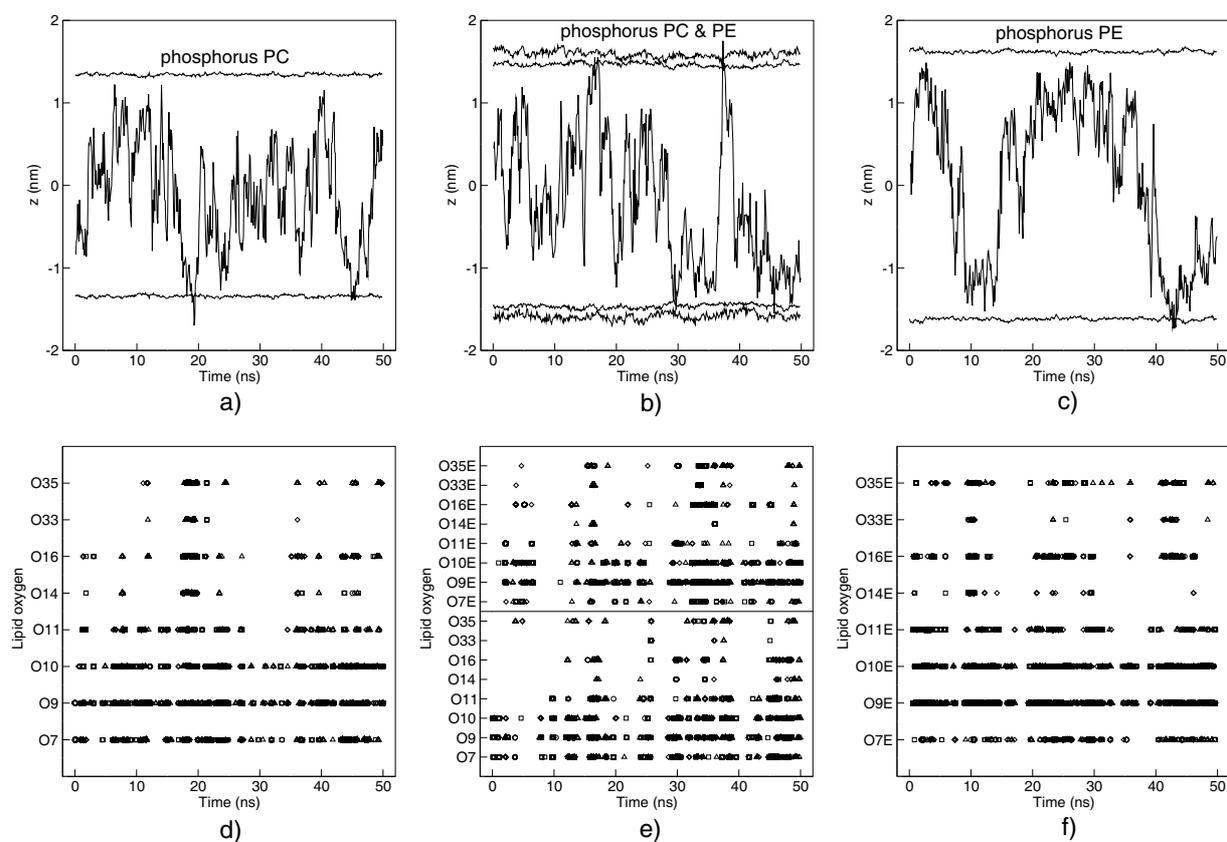 phosphorus PC
2
1
0
-1
-2
z (nm)
0 10 20 30 40 50
Time (ns)
a)
phosphorus PC & PE
2
1
0
-1
-2
z (nm)
0 10 20 30 40 50
Time (ns)
b)
phosphorus PE
2
1
0
-1
-2
z (nm)
0 10 20 30 40 50
Time (ns)
c)
O35
O33
O16
O14
O11
O10
O9
O7
Lipid oxygen
0 10 20 30 40 50
Time (ns)
d)
O35E
O33E
O16E
O14E
O11E
O10E
O9E
O7E
O35
O33
O16
O14
O11
O10
O9
O7
Lipid oxygen
0 10 20 30 40 50
Time (ns)
e)
O35E
O33E
O16E
O14E
O11E
O10E
O9E
O7E
Lipid oxygen
0 10 20 30 40 50
Time (ns)
f)